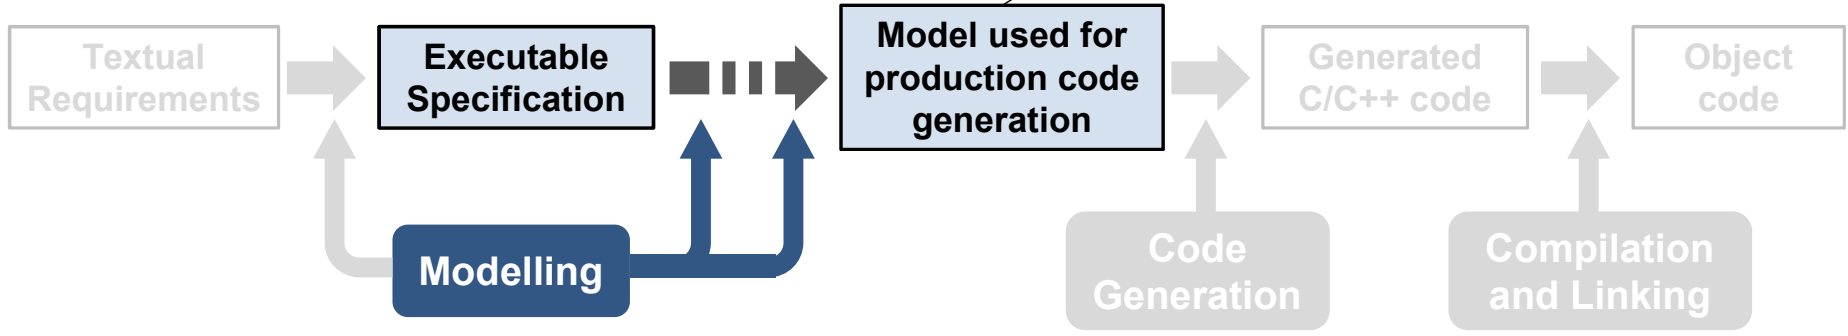 Textual
Requirements
Executable
Specification
Model used for
production code
generation
Generated
C/C++ code
Object
code
Modelling
Code
Generation
Compilation
and Linking